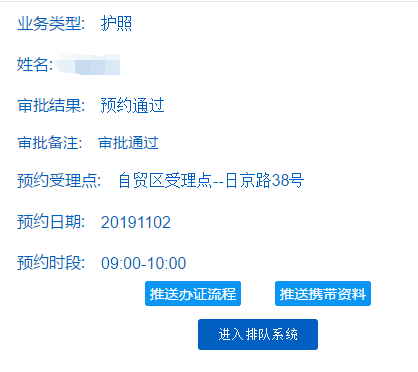 业务类型: 护照
姓名:
审批结果: 预约通过
审批备注: 审批通过
预约受理点: 自贸区受理点--日京路38号
预约日期: 20191102
预约时段: 09:00-10:00
推送办证流程 推送携带资料
进入排队系统